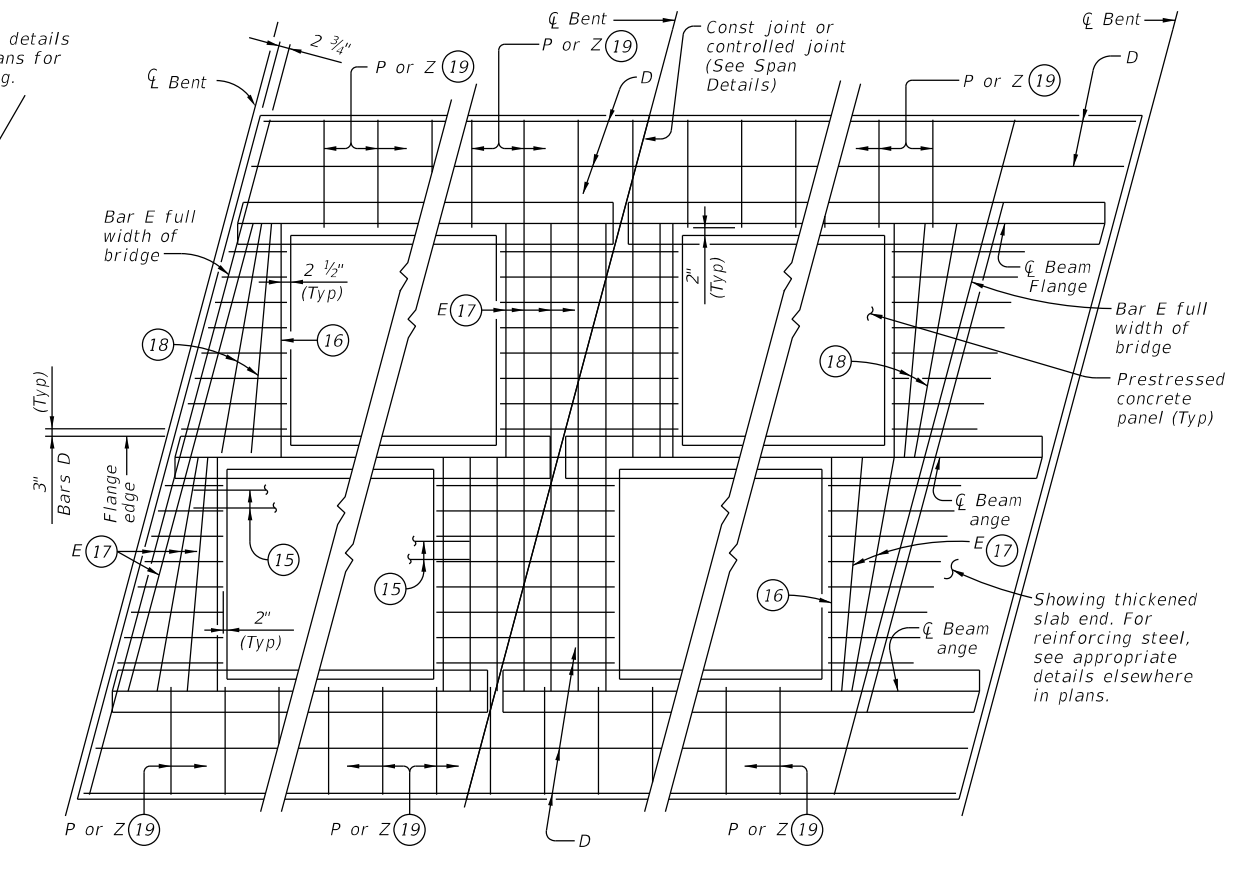 details
ans for
g.
2 ¾"
℄ Bent
P or Z 19
℄ Bent
P or Z 19
D
Const joint or
controlled joint
(See Span
Details)
℄ Bent
D
P or Z 19
Bar E full
width of
bridge
2 ½"
(Typ)
2"
(Typ)
℄ Beam
Flange
E 17
16
18
18
Bar E full
width of
bridge
Prestressed
concrete
panel (Typ)
(Typ)
3"
Bars D
Flange
edge
℄ Beam
ange
E 17
15
15
E 17
16
2"
(Typ)
℄ Beam
ange
Showing thickened
slab end. For
reinforcing steel,
see appropriate
details elsewhere
in plans.
P or Z 19
P or Z 19
D
P or Z 19